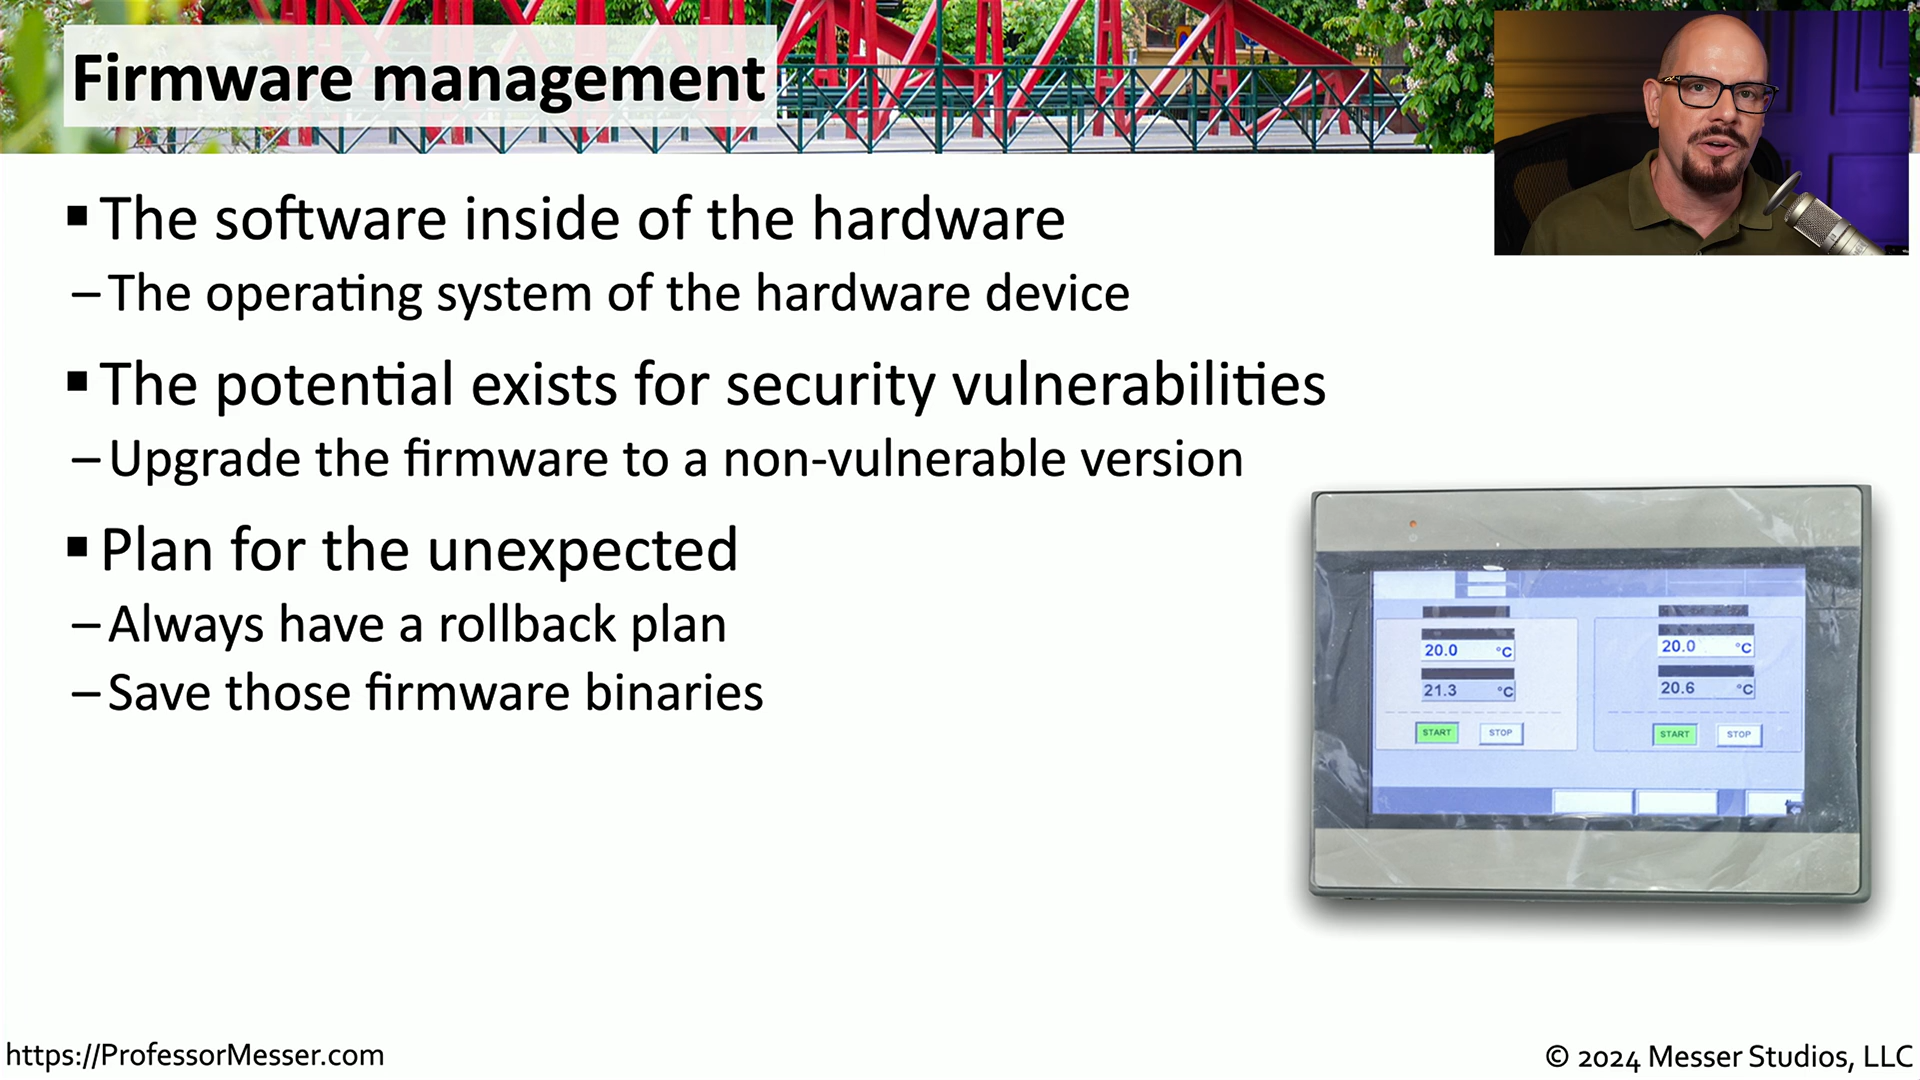 Firmware management
▪ The software inside of the hardware
– The operating system of the hardware device
▪ The potential exists for security vulnerabilities
– Upgrade the firmware to a non-vulnerable version
▪ Plan for the unexpected
– Always have a rollback plan
– Save those firmware binaries
20.0 °C
20.0 °C
21.3 °C
20.6 °C
START STOP
START STOP
https://ProfessorMesser.com
© 2024 Messer Studios, LLC